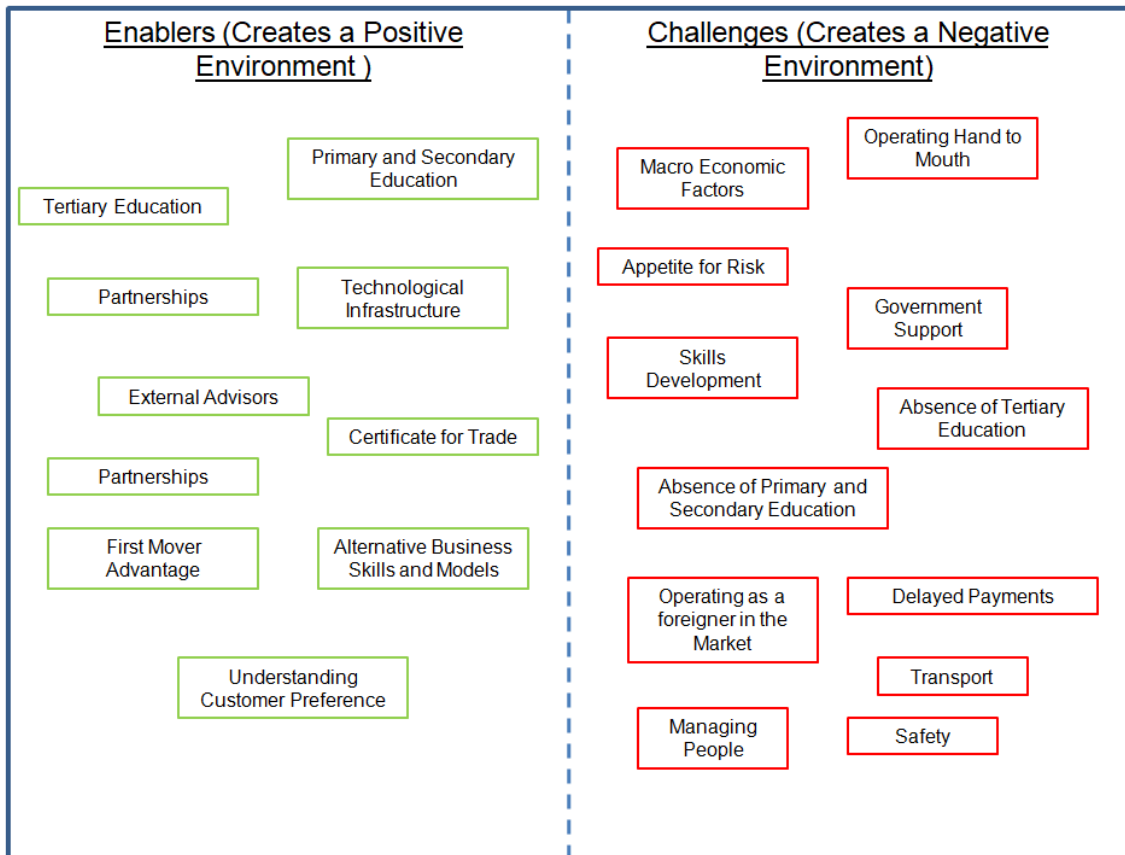 Enablers (Creates a Positive
Environment )
Primary and Secondary
Education
Tertiary Education
Partnerships
Technological
Infrastructure
External Advisors
Certificate for Trade
Partnerships
First Mover
Advantage
Alternative Business
Skills and Models
Understanding
Customer Preference
Challenges (Creates a Negative
Environment)
Operating Hand to
Mouth
Macro Economic
Factors
Appetite for Risk
Government
Support
Skills
Development
Absence of Tertiary
Education
Absence of Primary and
Secondary Education
Operating as a
foreigner in the
Market
Delayed Payments
Transport
Managing
People
Safety